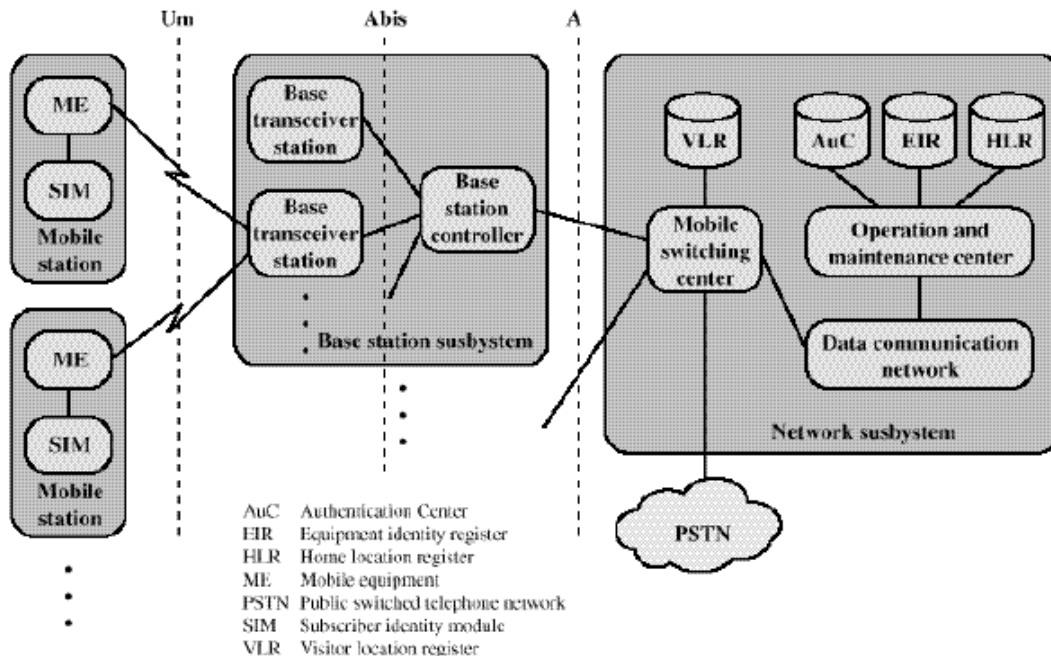 Um
Abis
A
ME
SIM
Mobile
station
ME
SIM
Mobile
station
Base
transceiver
station
Base
transceiver
station
Base
station
controller
Base station susbystem
VLR
AuC
EIR
HLR
Mobile
switching
center
Operation and
maintenance center
Data communication
network
Network susbystem
PSTN
AuC Authentication Center
EIR Equipment identity register
HLR Home location register
ME Mobile equipment
PSTN Public switched telephone network
SIM Subscriber identity module
VLR Visitor location register